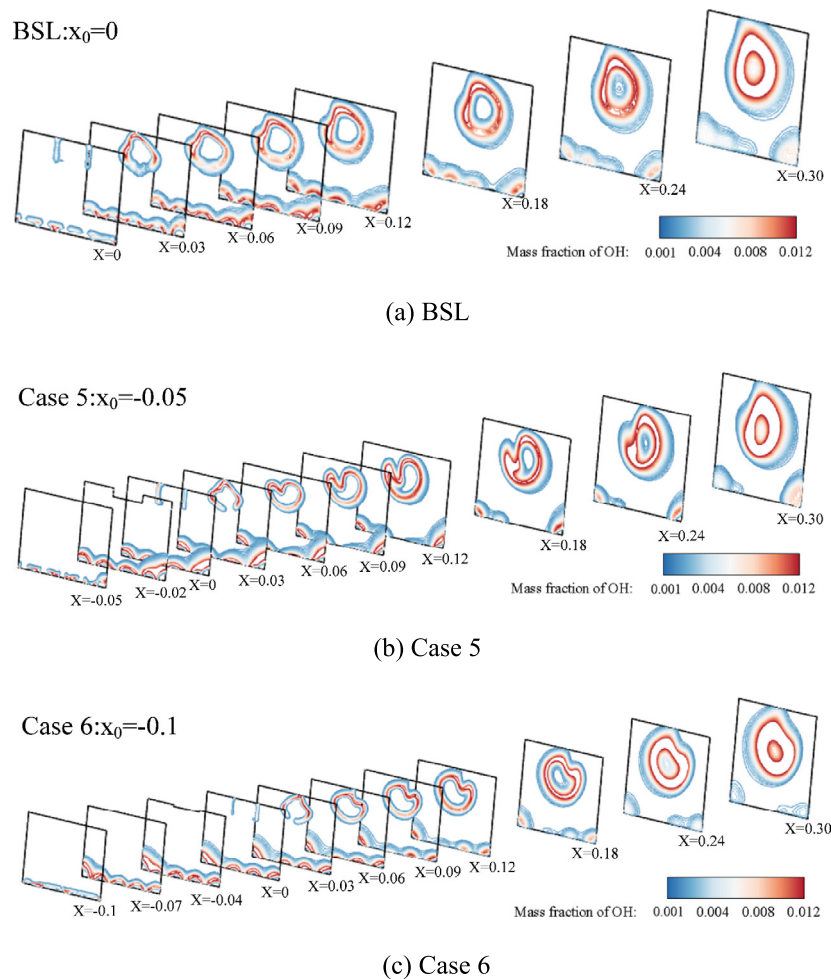 BSL:x₀=0
X=0
X=0.03
X=0.06
X=0.09
X=0.12
X=0.18
X=0.24
X=0.30
Mass fraction of OH: 0.001 0.004 0.008 0.012
(a) BSL
Case 5:x₀=-0.05
X=-0.05
X=-0.02
X=0
X=0.03
X=0.06
X=0.09
X=0.12
X=0.18
X=0.24
X=0.30
Mass fraction of OH: 0.001 0.004 0.008 0.012
(b) Case 5
Case 6:x₀=-0.1
X=-0.1
X=-0.07
X=-0.04
X=0
X=0.03
X=0.06
X=0.09
X=0.12
X=0.18
X=0.24
X=0.30
Mass fraction of OH: 0.001 0.004 0.008 0.012
(c) Case 6